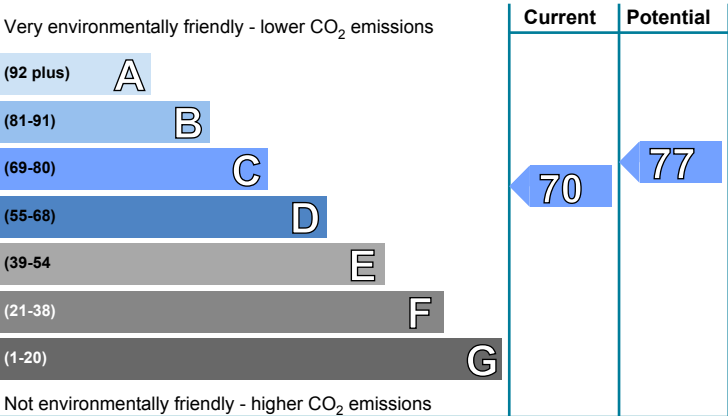 Very environmentally friendly - lower CO2 emissions
Current
Potential
(92 plus) A
(81-91) B
(69-80) C
(55-68) D
(39-54 E
(21-38) F
(1-20) G
70
77
Not environmentally friendly - higher CO2 emissions